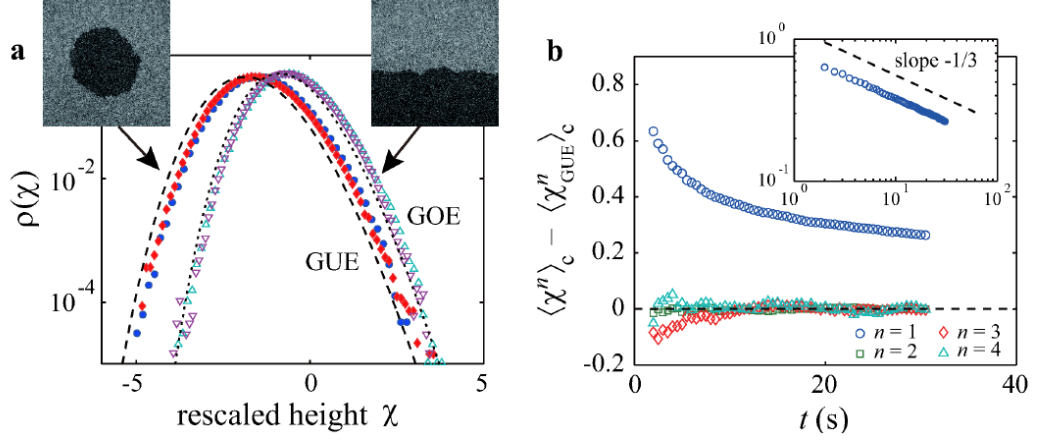 a
ρ(χ)
10⁻²
10⁻⁴
GOE
GUE
-5
0
5
rescaled height χ
b
⟨χⁿ⟩c − ⟨χⁿGUE⟩c
0.8
0.6
0.4
0.2
0
-0.2
0
20
40
t (s)
n = 1
n = 3
n = 2
n = 4
10⁰
slope -1/3
10⁻¹
10⁰
10¹
10²